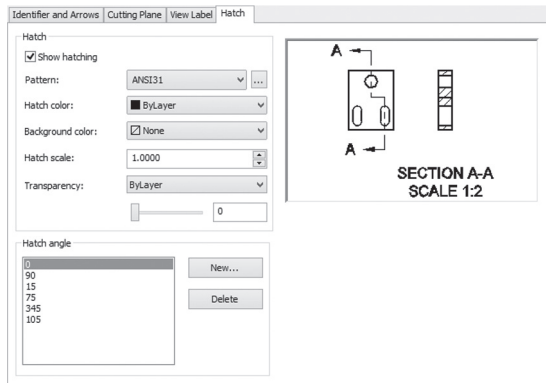 Identifier and Arrows Cutting Plane View Label Hatch
Hatch
Show hatching
Pattern: ANSI31 ...
Hatch color: ByLayer
Background color: None
Hatch scale: 1.0000
Transparency: ByLayer
0
Hatch angle
0
90
15
75
345
105
New...
Delete
A
A
SECTION A-A
SCALE 1:2